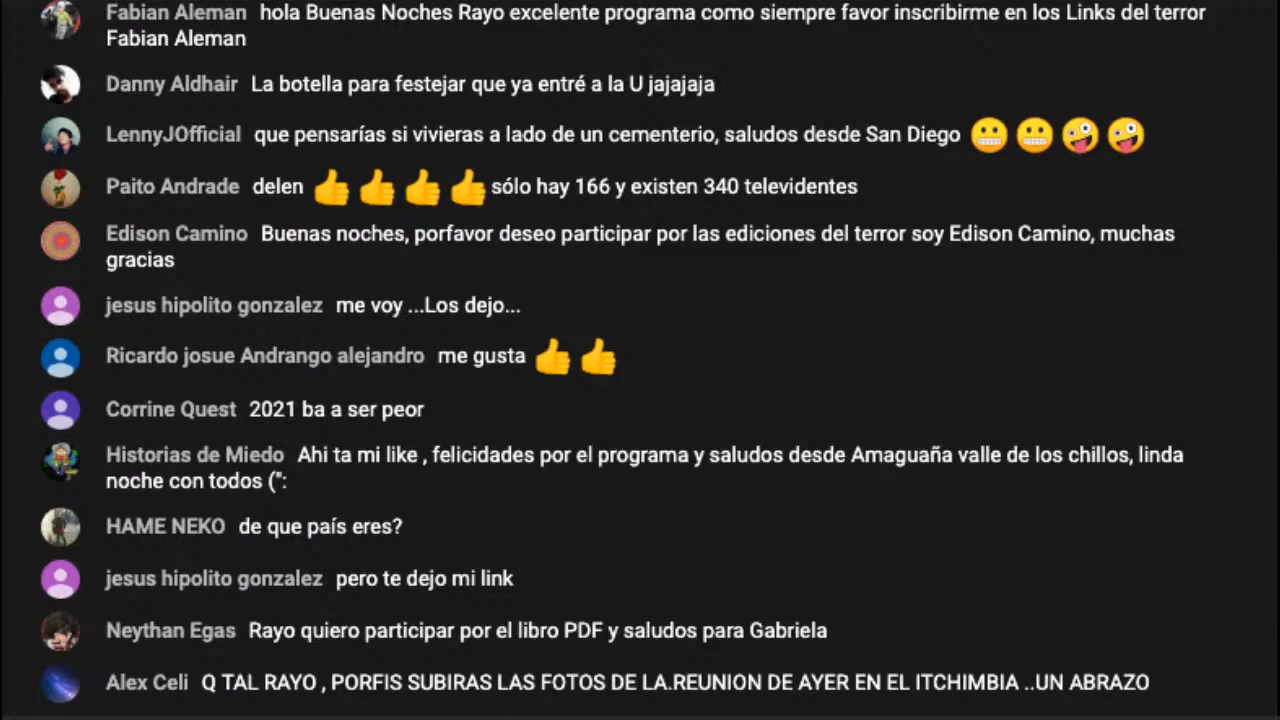 Fabian Aleman hola Buenas Noches Rayo excelente programa como siempre favor inscribirme en los Links del terror
Fabian Aleman
Danny Aldhair La botella para festejar que ya entré a la U jajajaja
LennyJOfficial que pensarías si vivieras a lado de un cementerio, saludos desde San Diego 😬😬🤪🤪
Paito Andrade delen 👍👍👍👍 sólo hay 166 y existen 340 televidentes
Edison Camino Buenas noches, porfavor deseo participar por las ediciones del terror soy Edison Camino, muchas
gracias
jesus hipolito gonzalez me voy ...Los dejo...
Ricardo josue Andrango alejandro me gusta 👍👍
Corrine Quest 2021 ba a ser peor
Historias de Miedo Ahi ta mi like , felicidades por el programa y saludos desde Amaguaña valle de los chillos, linda
noche con todos (":
HAME NEKO de que país eres?
jesus hipolito gonzalez pero te dejo mi link
Neythan Egas Rayo quiero participar por el libro PDF y saludos para Gabriela
Alex Celi Q TAL RAYO , PORFIS SUBIRAS LAS FOTOS DE LA.REUNION DE AYER EN EL ITCHIMBIA ..UN ABRAZO